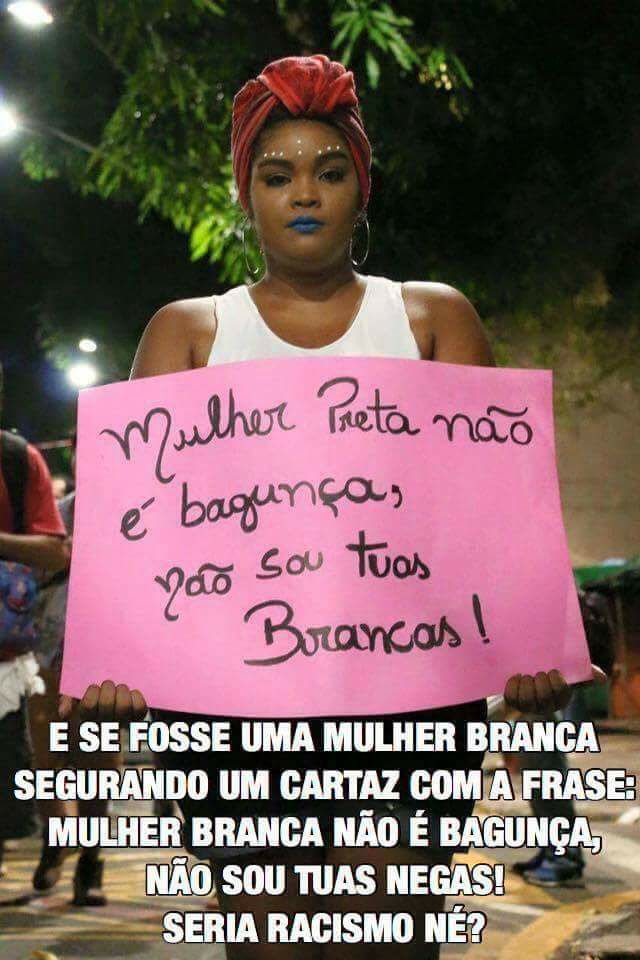 Mulher Preta não
é bagunça,
não sou tuas
Brancas!
E SE FOSSE UMA MULHER BRANCA
SEGURANDO UM CARTAZ COM A FRASE:
MULHER BRANCA NÃO É BAGUNÇA,
NÃO SOU TUAS NEGAS!
SERIA RACISMO NÉ?